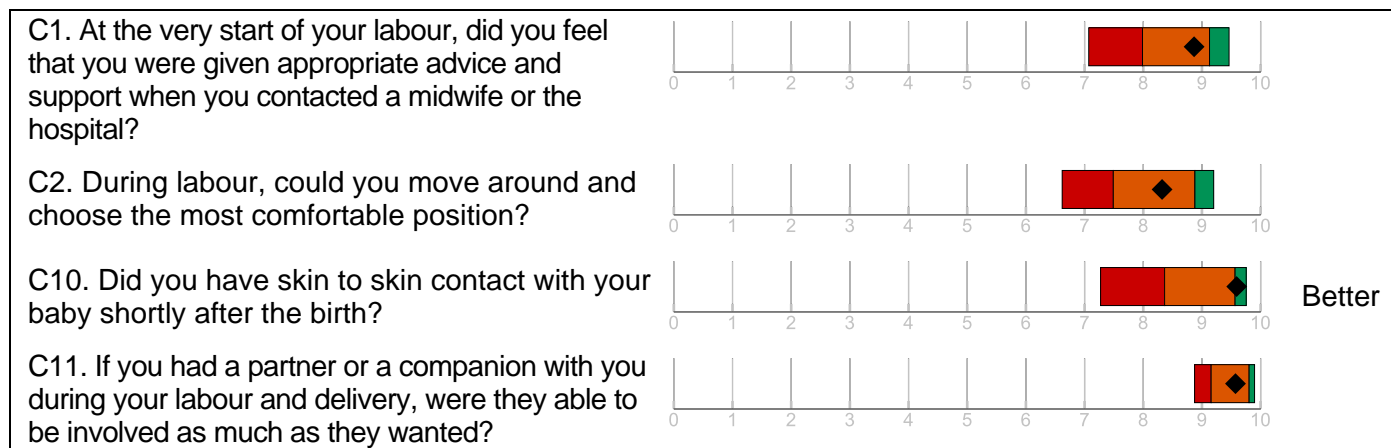 C1. At the very start of your labour, did you feel
that you were given appropriate advice and
support when you contacted a midwife or the
hospital?
0 1 2 3 4 5 6 7 8 9 10
C2. During labour, could you move around and
choose the most comfortable position?
0 1 2 3 4 5 6 7 8 9 10
C10. Did you have skin to skin contact with your
baby shortly after the birth?
Better
0 1 2 3 4 5 6 7 8 9 10
C11. If you had a partner or a companion with you
during your labour and delivery, were they able to
be involved as much as they wanted?
0 1 2 3 4 5 6 7 8 9 10